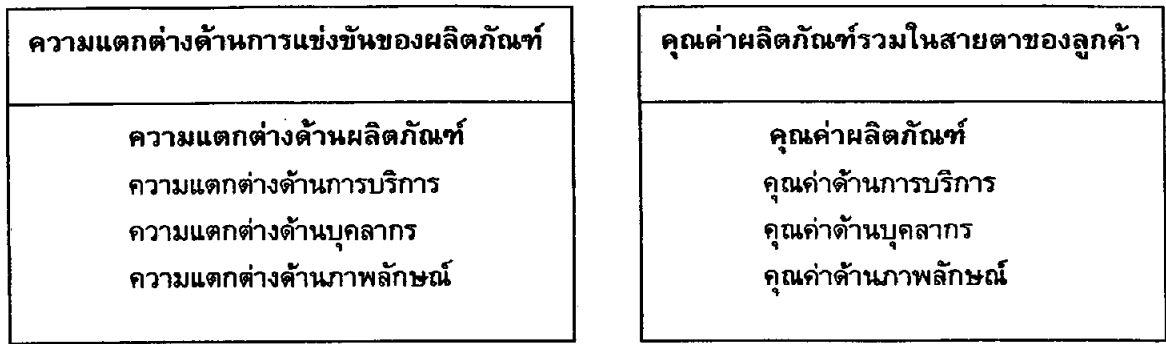 ความแตกต่างด้านการแข่งขันของผลิตภัณฑ์
ความแตกต่างด้านผลิตภัณฑ์
ความแตกต่างด้านการบริการ
ความแตกต่างด้านบุคลากร
ความแตกต่างด้านภาพลักษณ์
คุณค่าผลิตภัณฑ์รวมในสายตาของลูกค้า
คุณค่าผลิตภัณฑ์
คุณค่าด้านการบริการ
คุณค่าด้านบุคลากร
คุณค่าด้านภาพลักษณ์